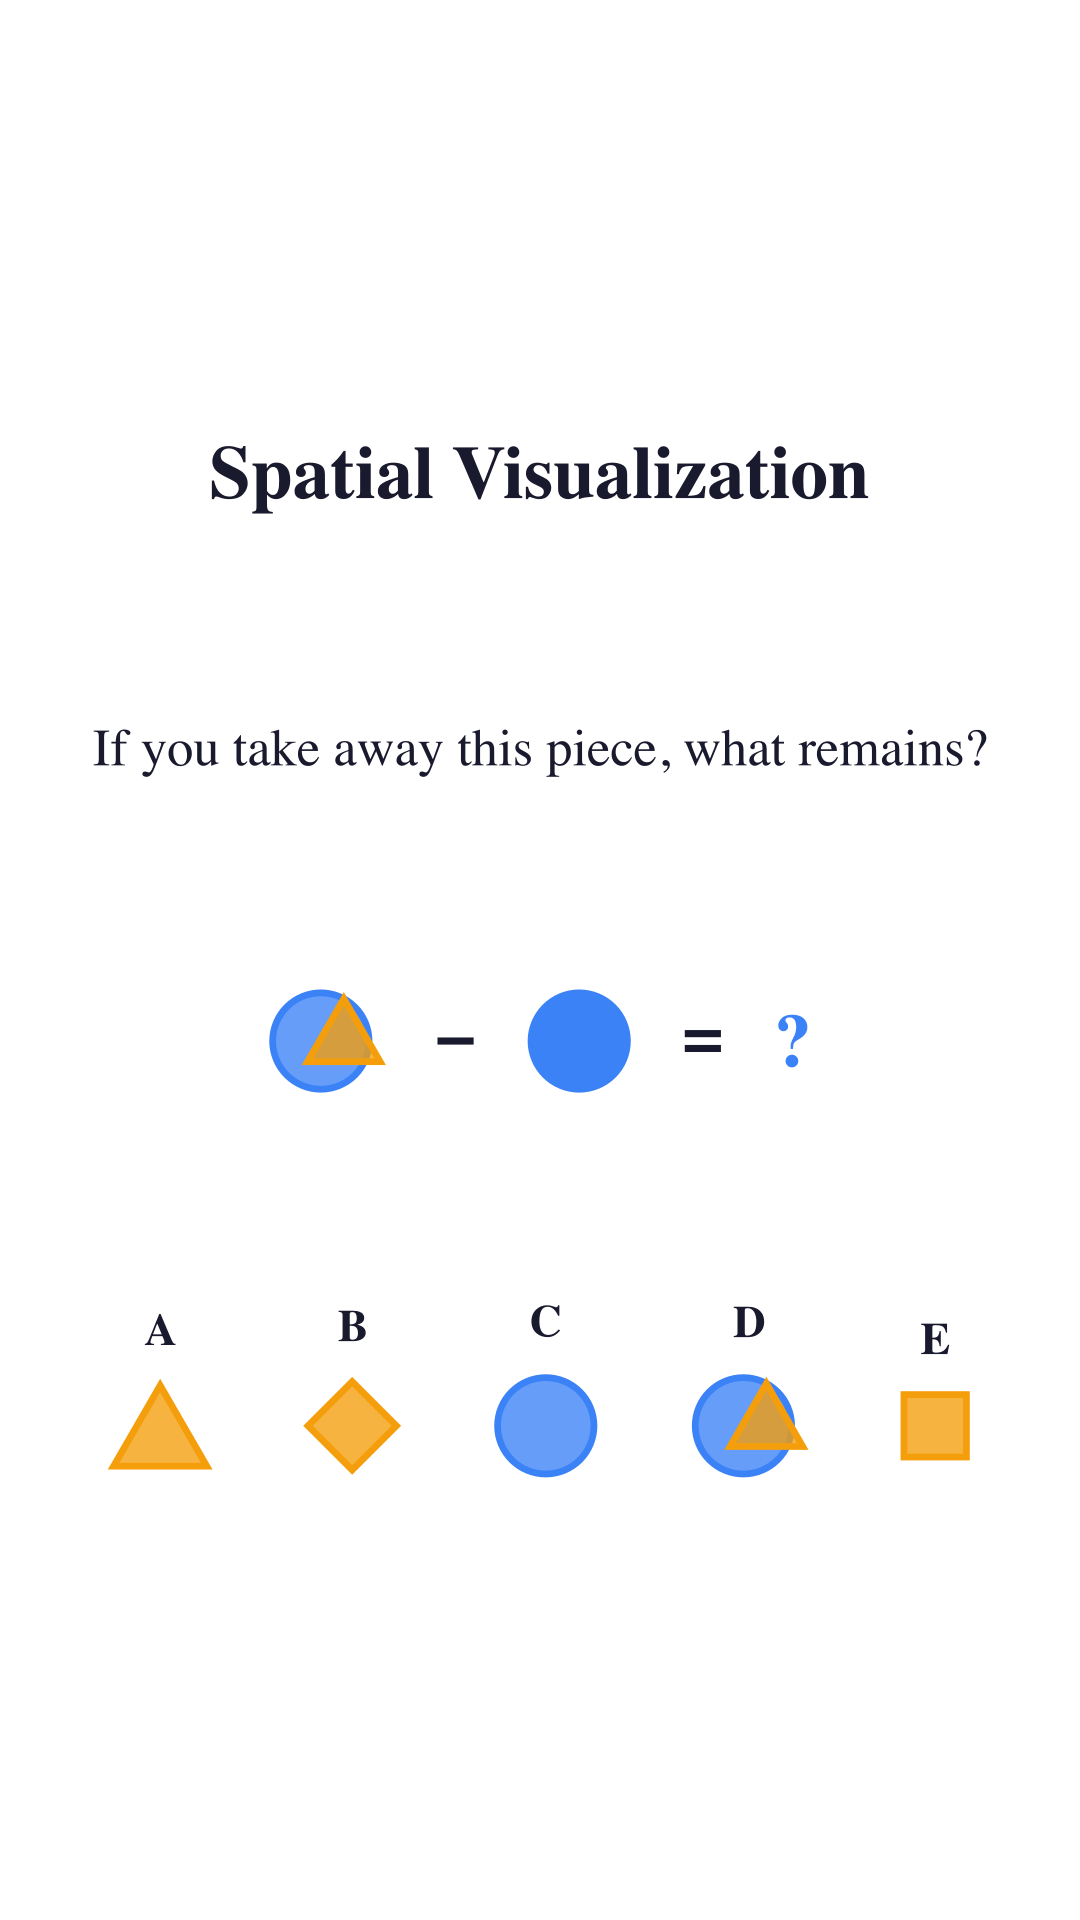 Spatial Visualization
If you take away this piece, what remains?
− = ?
A B C D E